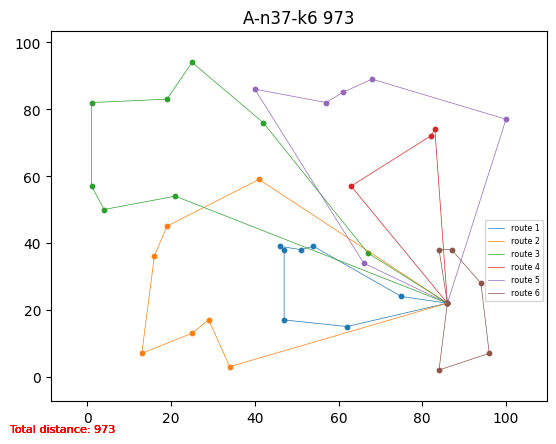 A-n37-k6 973
100
80
60
40
20
0
route 1
route 2
route 3
route 4
route 5
route 6
0 20 40 60 80 100
Total distance: 973